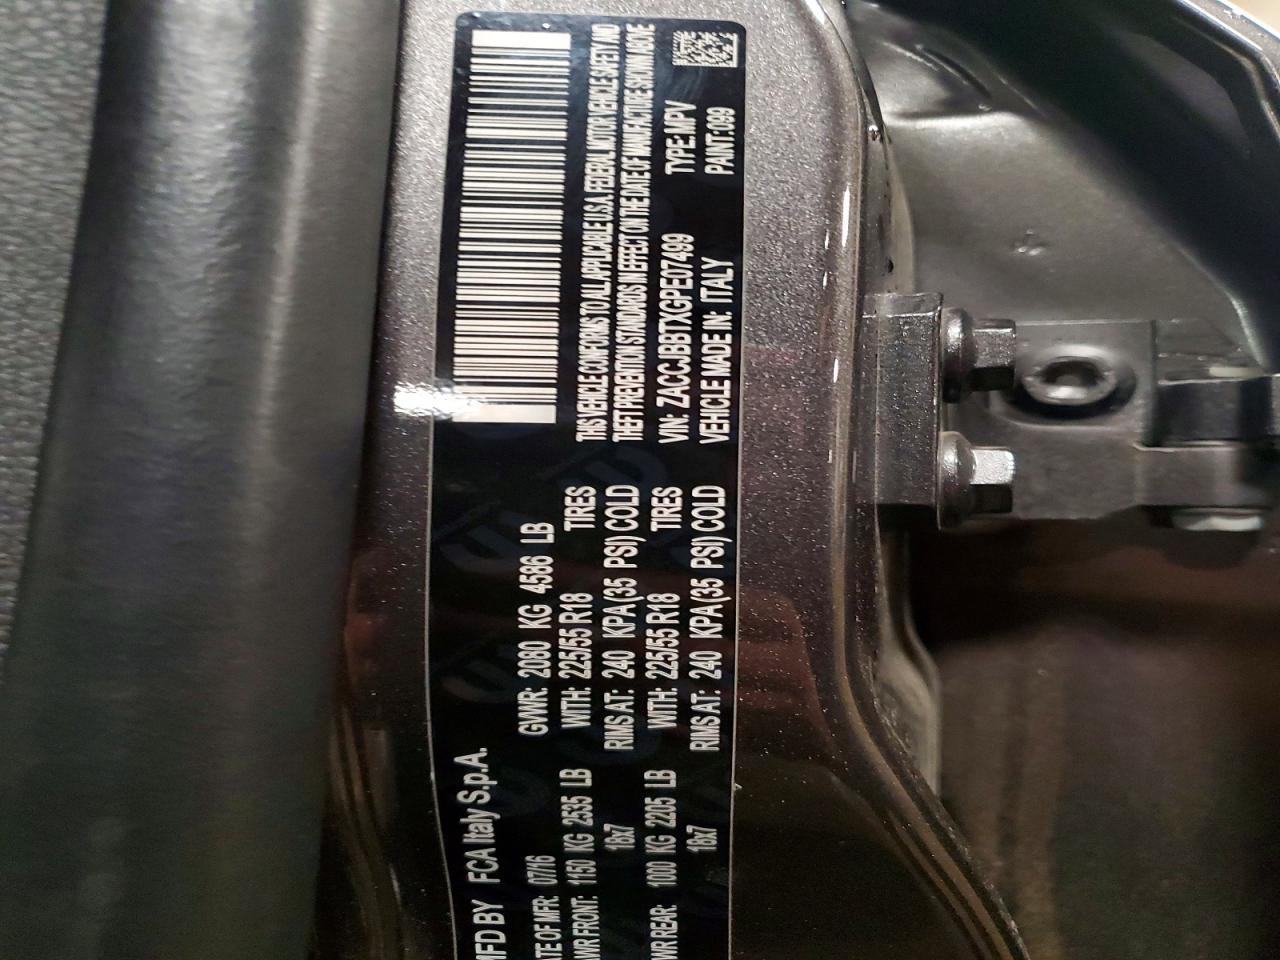 MFD BY FCA Italy S.p.A.
ATE OF MFR: 07/16 GVWR: 2080 KG 4586 LB
WR FRONT: 1150 KG 2535 LB WITH: 225/55 R18 TIRES
18x7 RIMS AT: 240 KPA (35 PSI) COLD
WR REAR: 1000 KG 2205 LB WITH: 225/55 R18 TIRES
18x7 RIMS AT: 240 KPA (35 PSI) COLD
THIS VEHICLE CONFORMS TO ALL APPLICABLE U.S.A. FEDERAL MOTOR VEHICLE SAFETY AND
THEFT PREVENTION STANDARDS IN EFFECT ON THE DATE OF MANUFACTURE SHOWN ABOVE
VIN: ZACCJBBTXGPE07499 TYPE: MPV
VEHICLE MADE IN: ITALY PAINT: 099